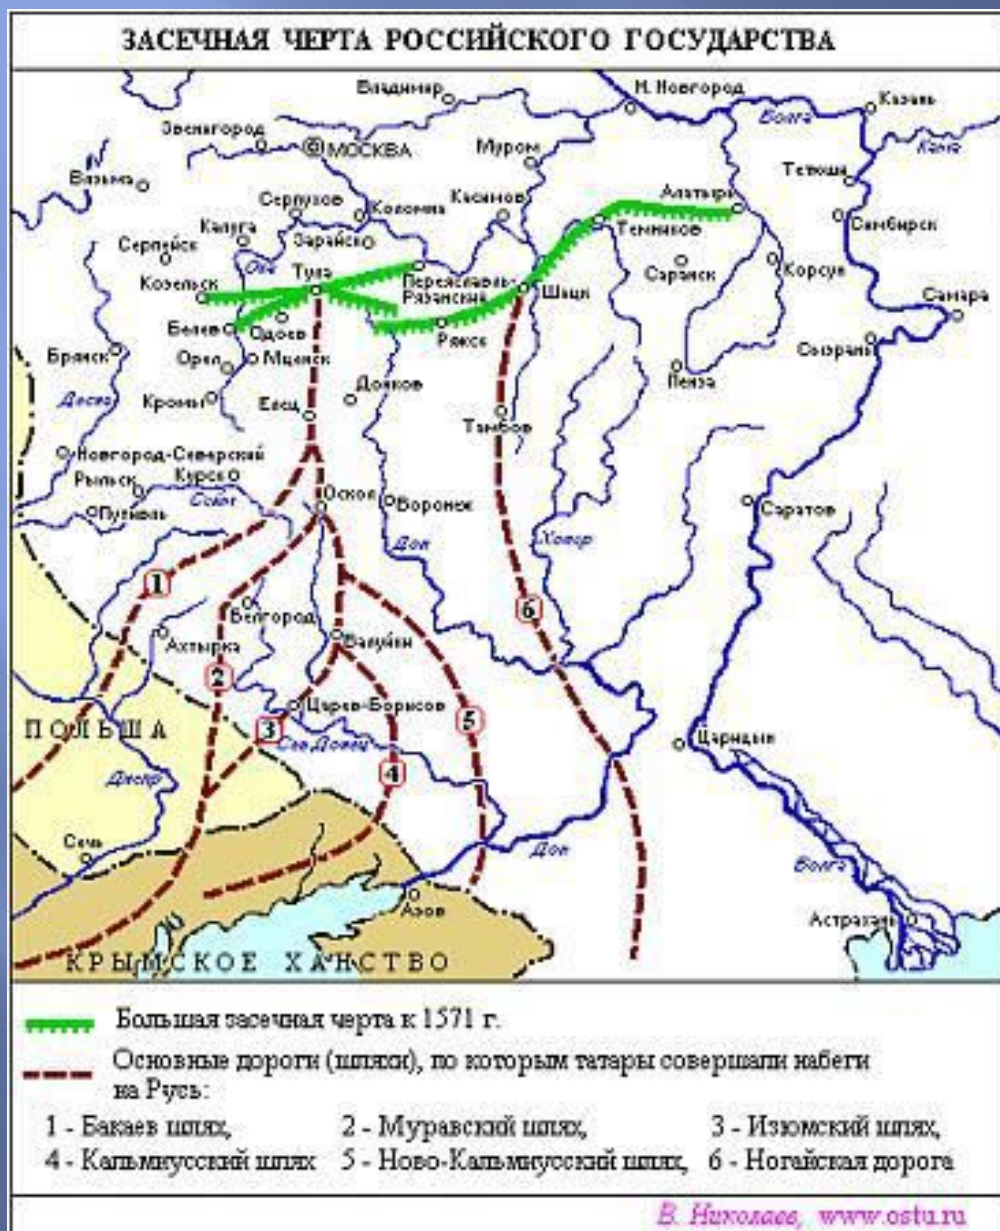 ЗАСЕЧНАЯ ЧЕРТА РОССИЙСКОГО ГОСУДАРСТВА
Владимир
Н. Новгород
Казань
Волга
Звенигород
МОСКВА
Муром
Кама
Вязьма
Тетюши
Серпухов
Коломна
Касимов
Алатырь
Калуга
Темников
Симбирск
Серпейск
Зарайск
Ока
Тула
Переяславль-
Рязанский
Саранск
Корсун
Козельск
Шацк
Самара
Белев
Одоев
Ряжск
Сызрань
Брянск
Орел
Мценск
Пенза
Десна
Кромы
Донков
Елец
Тамбов
Новгород-Северский
Рыльск
Курск
Сейм
Оскол
Воронеж
Саратов
Путивль
Дон
Хопер
1
6
Белгород
Ахтырка
Валуйки
2
Царев-Борисов
ПОЛЬША
3
5
Сев Донец
Царицын
4
Днепр
Сечь
Дон
Волга
Азов
Астрахань
КРЫМСКОЕ ХАНСТВО
Большая засечная черта к 1571 г.
Основные дороги (шляхи), по которым татары совершали набеги
на Русь:
1 - Бакаев шлях, 2 - Муравский шлях, 3 - Изюмский шлях,
4 - Кальмиусский шлях 5 - Ново-Кальмиусский шлях, 6 - Ногайская дорога
В. Николаев, www.ostu.ru